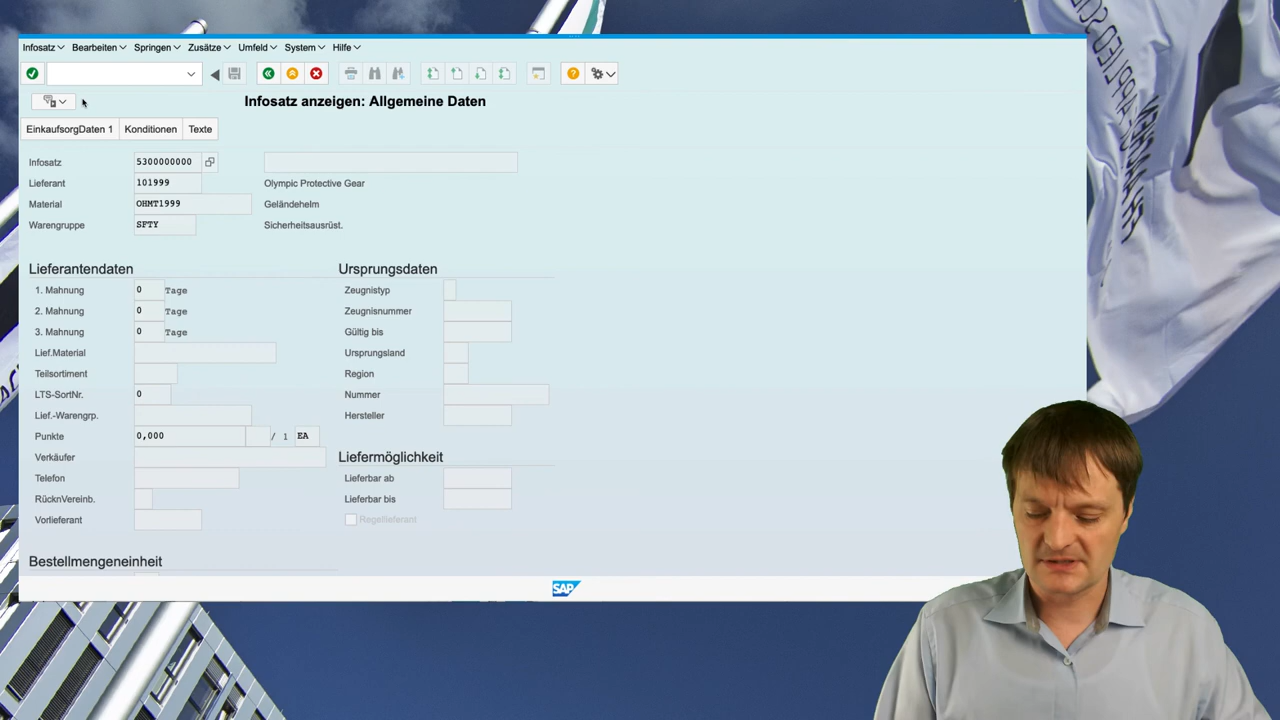 Infosatz Bearbeiten Springen Zusätze Umfeld System Hilfe
Infosatz anzeigen: Allgemeine Daten
EinkaufsorgDaten 1 Konditionen Texte
Infosatz 5300000000
Lieferant 101999 Olympic Protective Gear
Material OHMT1999 Geländehelm
Warengruppe SFTY Sicherheitsausrüst.
Lieferantendaten Ursprungsdaten
1. Mahnung 0 Tage Zeugnistyp
2. Mahnung 0 Tage Zeugnisnummer
3. Mahnung 0 Tage Gültig bis
Lief.Material Ursprungsland
Teilsortiment Region
LTS-SortNr. 0 Nummer
Lief.-Warengrp. Hersteller
Punkte 0,000 / 1 EA
Verkäufer Liefermöglichkeit
Telefon Lieferbar ab
RücknVereinb. Lieferbar bis
Vorlieferant Regellieferant
Bestellmengeneinheit
SAP